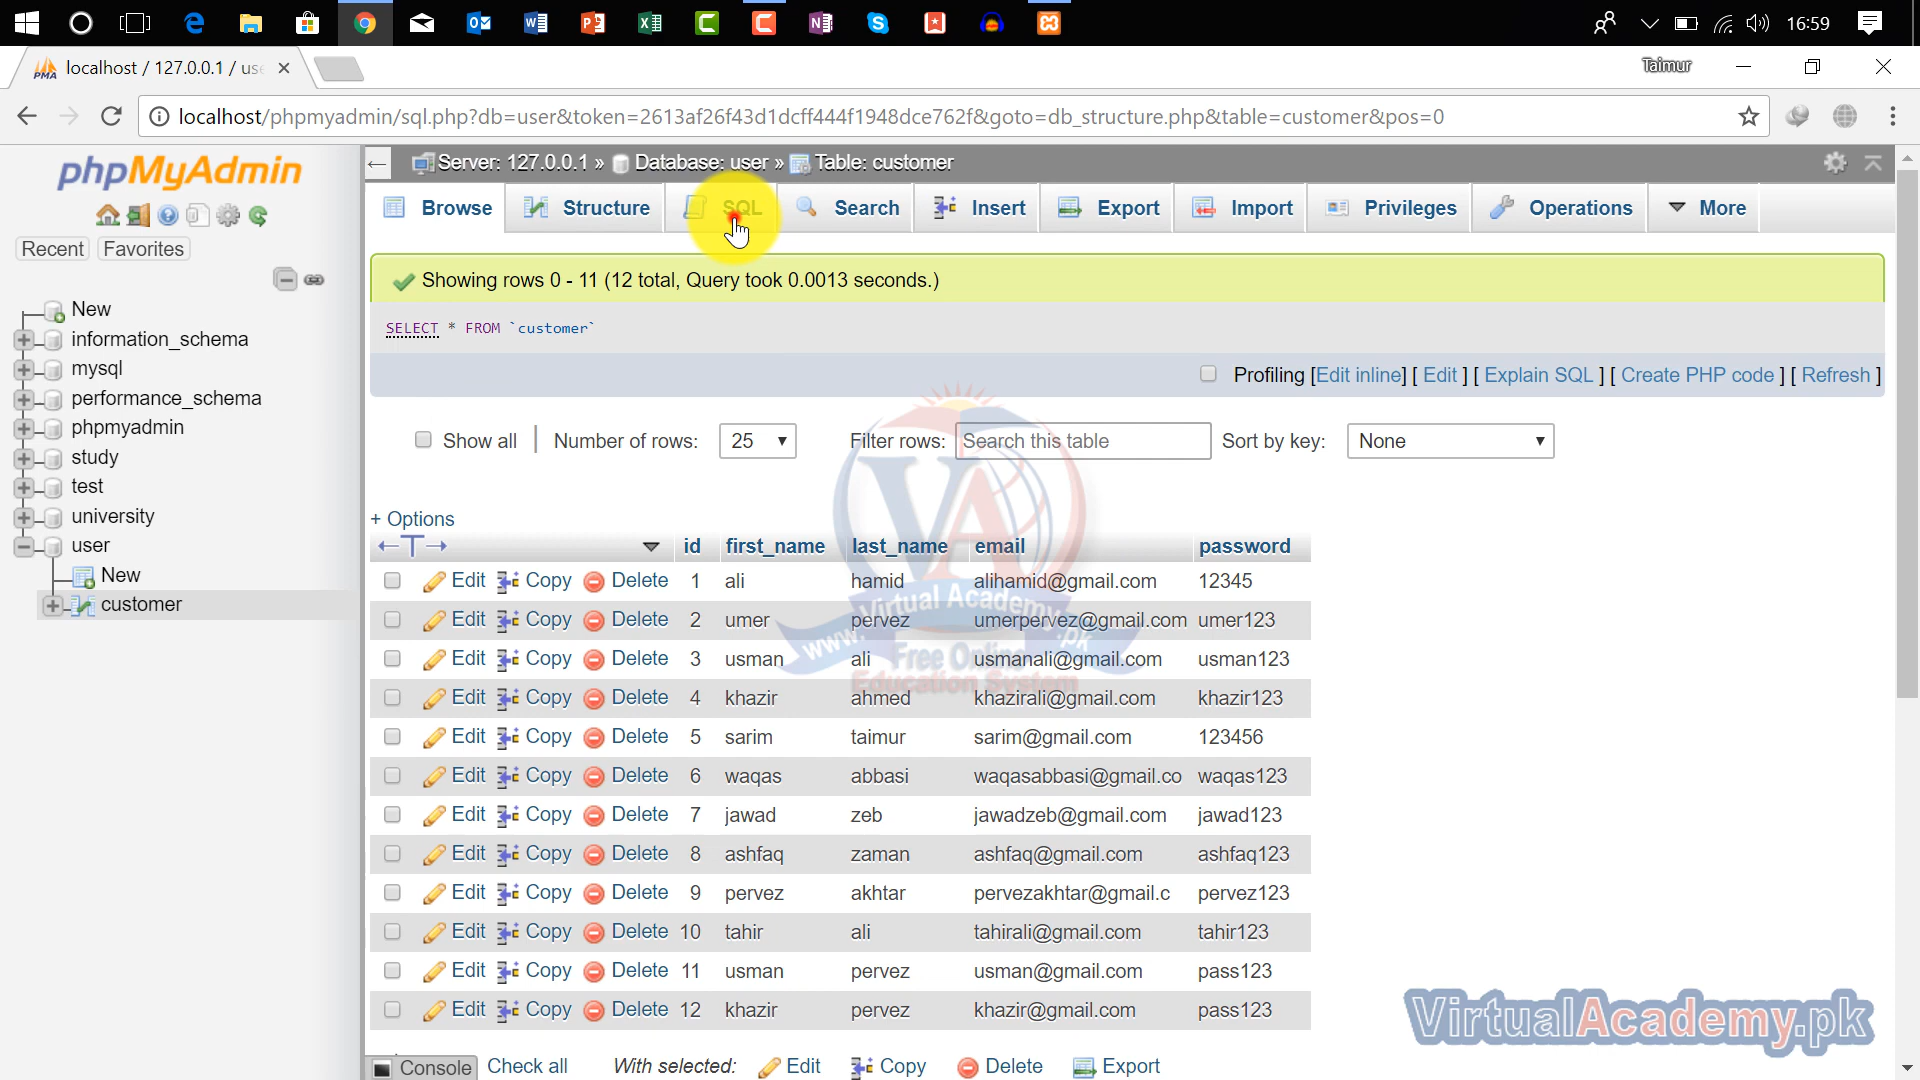 16:59
localhost / 127.0.0.1 / use
Taimur
localhost/phpmyadmin/sql.php?db=user&token=2613af26f43d1dcff444f1948dce762f&goto=db_structure.php&table=customer&pos=0
phpMyAdmin
Recent Favorites
New
information_schema
mysql
performance_schema
phpmyadmin
study
test
university
user
New
customer
Server: 127.0.0.1 » Database: user » Table: customer
Browse Structure SQL Search Insert Export Import Privileges Operations More
Showing rows 0 - 11 (12 total, Query took 0.0013 seconds.)
SELECT * FROM `customer`
Profiling [Edit inline] [ Edit ] [ Explain SQL ] [ Create PHP code ] [ Refresh ]
Show all Number of rows: 25 Filter rows: Search this table Sort by key: None
+ Options
id first_name last_name email password
Edit Copy Delete 1 ali hamid alihamid@gmail.com 12345
Edit Copy Delete 2 umer pervez umerpervez@gmail.com umer123
Edit Copy Delete 3 usman ali usmanali@gmail.com usman123
Edit Copy Delete 4 khazir ahmed khazirali@gmail.com khazir123
Edit Copy Delete 5 sarim taimur sarim@gmail.com 123456
Edit Copy Delete 6 waqas abbasi waqasabbasi@gmail.co waqas123
Edit Copy Delete 7 jawad zeb jawadzeb@gmail.com jawad123
Edit Copy Delete 8 ashfaq zaman ashfaq@gmail.com ashfaq123
Edit Copy Delete 9 pervez akhtar pervezakhtar@gmail.c pervez123
Edit Copy Delete 10 tahir ali tahirali@gmail.com tahir123
Edit Copy Delete 11 usman pervez usman@gmail.com pass123
Edit Copy Delete 12 khazir pervez khazir@gmail.com pass123
Console Check all With selected: Edit Copy Delete Export
VA
www.VirtualAcademy.pk
Free Online
Education System
VirtualAcademy.pk